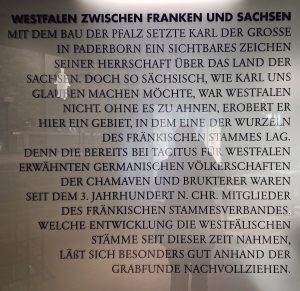 WESTFALEN ZWISCHEN FRANKEN UND SACHSEN
MIT DEM BAU DER PFALZ SETZTE KARL DER GROSSE
IN PADERBORN EIN SICHTBARES ZEICHEN
SEINER HERRSCHAFT ÜBER DAS LAND DER
SACHSEN. DOCH SO SÄCHSISCH, WIE KARL UNS
GLAUBEN MACHEN MÖCHTE, WAR WESTFALEN
NICHT. OHNE ES ZU AHNEN, EROBERT ER
HIER EIN GEBIET, IN DEM EINE DER WURZELN
DES FRÄNKISCHEN STAMMES LAG.
DENN DIE BEREITS BEI TACITUS FÜR WESTFALEN
ERWÄHNTEN GERMANISCHEN VÖLKERSCHAFTEN
DER CHAMAVEN UND BRUKTERER WAREN
SEIT DEM 3. JAHRHUNDERT N. CHR. MITGLIEDER
DES FRÄNKISCHEN STAMMESVERBANDES.
WELCHE ENTWICKLUNG DIE WESTFÄLISCHEN
STÄMME SEIT DIESER ZEIT NAHMEN,
LÄßT SICH BESONDERS GUT ANHAND DER
GRABFUNDE NACHVOLLZIEHEN.